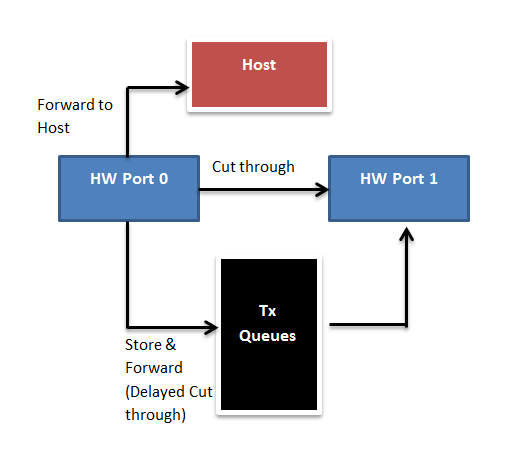 Host
Forward to
Host
HW Port 0
Cut through
HW Port 1
Tx
Queues
Store &
Forward
(Delayed Cut
through)